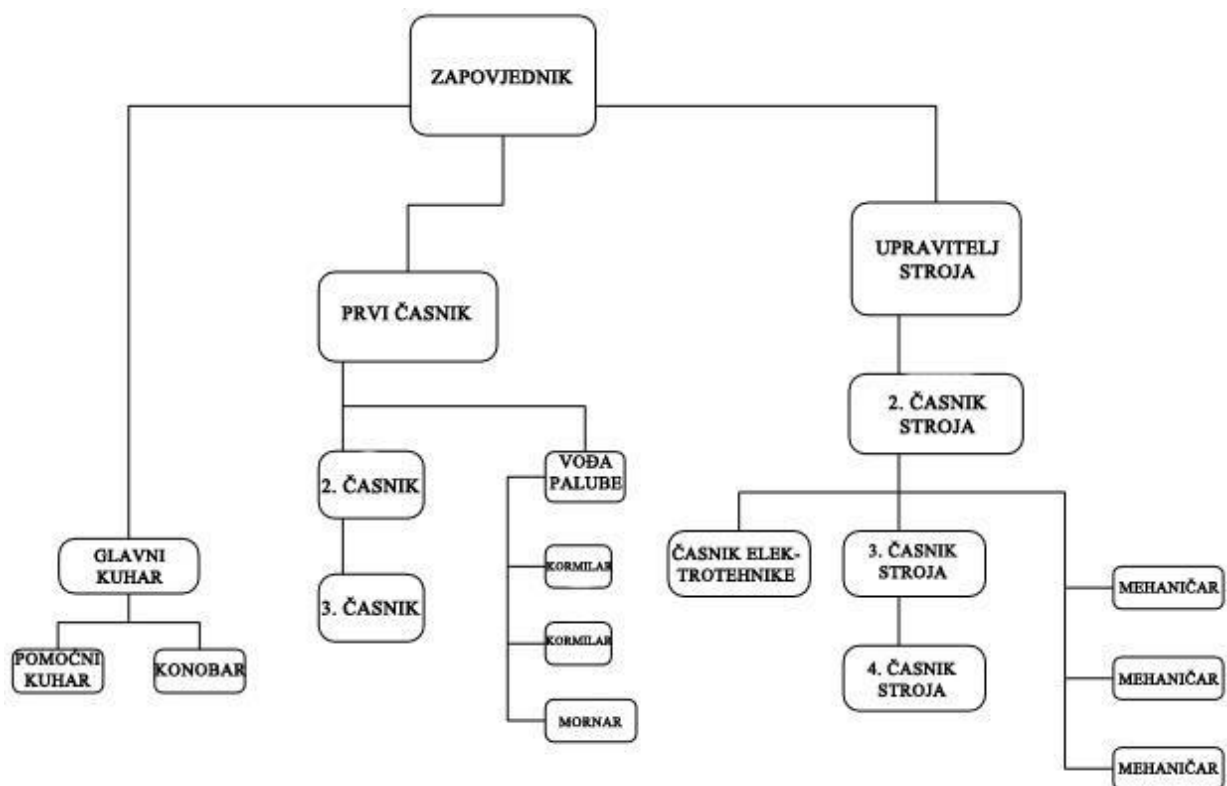 ZAPOVJEDNIK
UPRAVITELJ
STROJA
PRVI ČASNIK
2. ČASNIK
STROJA
2. ČASNIK
VOĐA
PALUBE
GLAVNI
KUHAR
KORMILAR
ČASNIK ELEK-
TROTEHNIKE
3. ČASNIK
STROJA
3. ČASNIK
MEHANIČAR
POMOĆNI
KUHAR
KONOBAR
KORMILAR
4. ČASNIK
STROJA
MEHANIČAR
MORNAR
MEHANIČAR